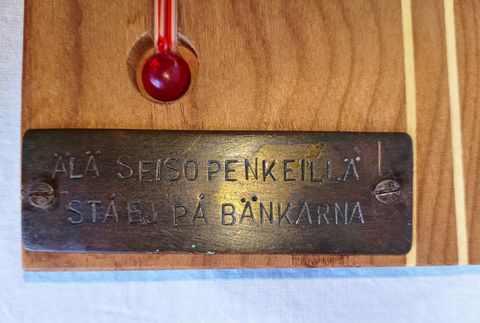 ÄLÄ SEISO PENKEILLÄ
STÅ EJ PÅ BÄNKARNA